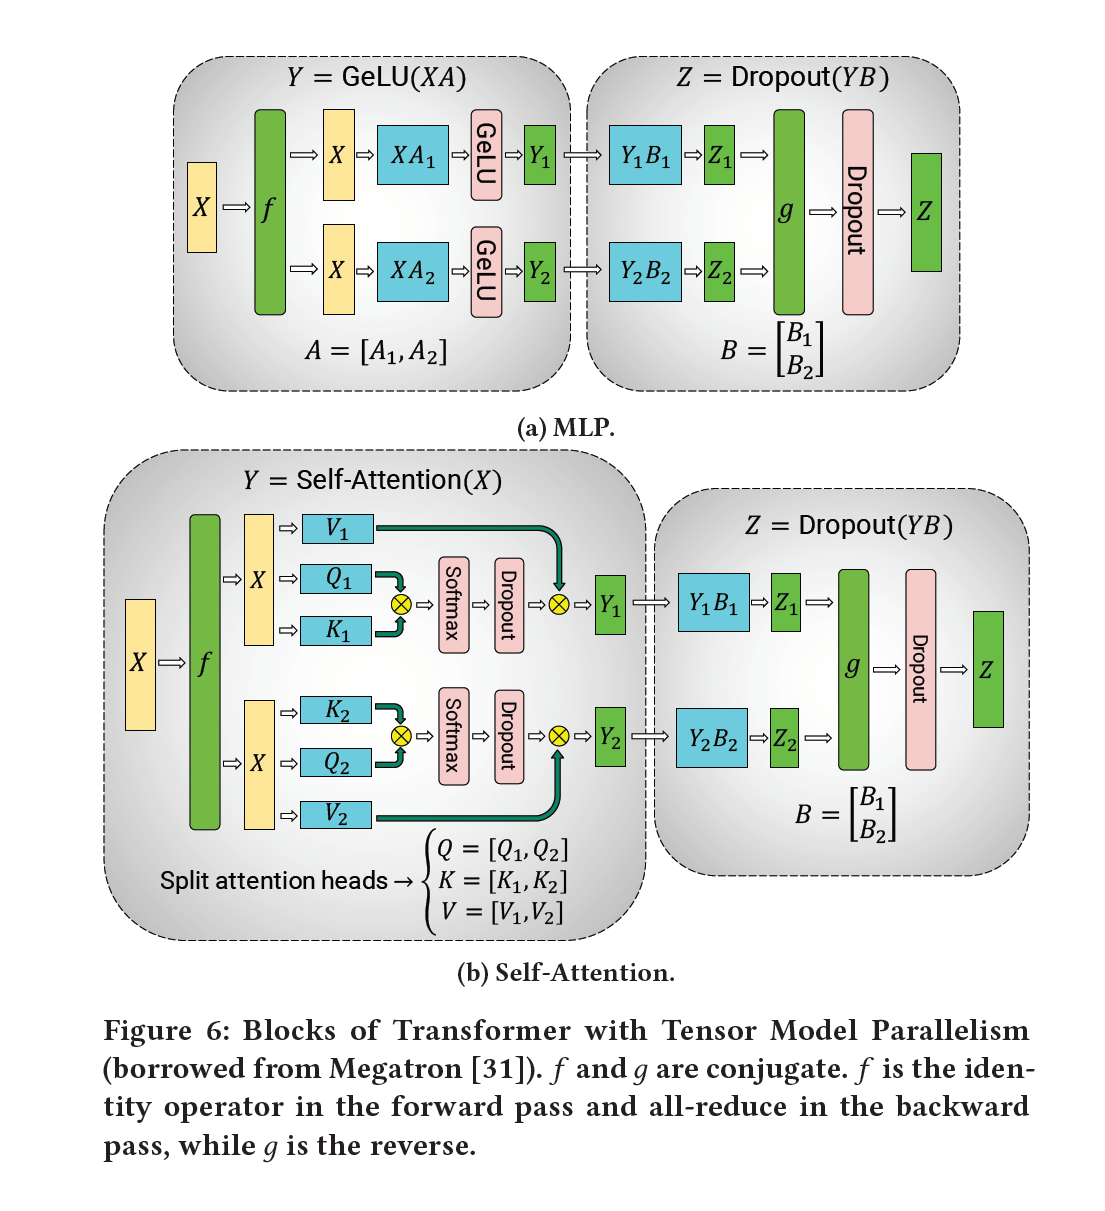 Y = GeLU(XA)
X
f
X
XA₁
GeLU
Y₁
X
XA₂
GeLU
Y₂
A = [A₁, A₂]
Z = Dropout(YB)
Y₁B₁
Z₁
Y₂B₂
Z₂
g
Dropout
Z
B = [B₁
B₂]
(a) MLP.
Y = Self-Attention(X)
X
f
X
V₁
Q₁
K₁
⊗
Softmax
Dropout
⊗
Y₁
X
K₂
Q₂
V₂
⊗
Softmax
Dropout
⊗
Y₂
Split attention heads →
{ Q = [Q₁, Q₂]
K = [K₁, K₂]
V = [V₁, V₂]
Z = Dropout(YB)
Y₁B₁
Z₁
Y₂B₂
Z₂
g
Dropout
Z
B = [B₁
B₂]
(b) Self-Attention.
Figure 6: Blocks of Transformer with Tensor Model Parallelism
(borrowed from Megatron [31]). f and g are conjugate. f is the iden-
tity operator in the forward pass and all-reduce in the backward
pass, while g is the reverse.